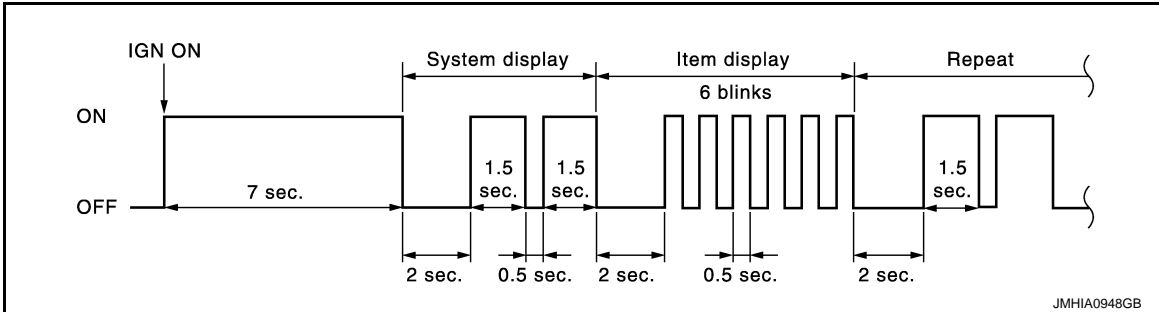 IGN ON
System display
Item display
Repeat
6 blinks
ON
1.5 sec.
1.5 sec.
1.5 sec.
7 sec.
OFF
2 sec.
0.5 sec.
2 sec.
0.5 sec.
2 sec.
JMHIA0948GB